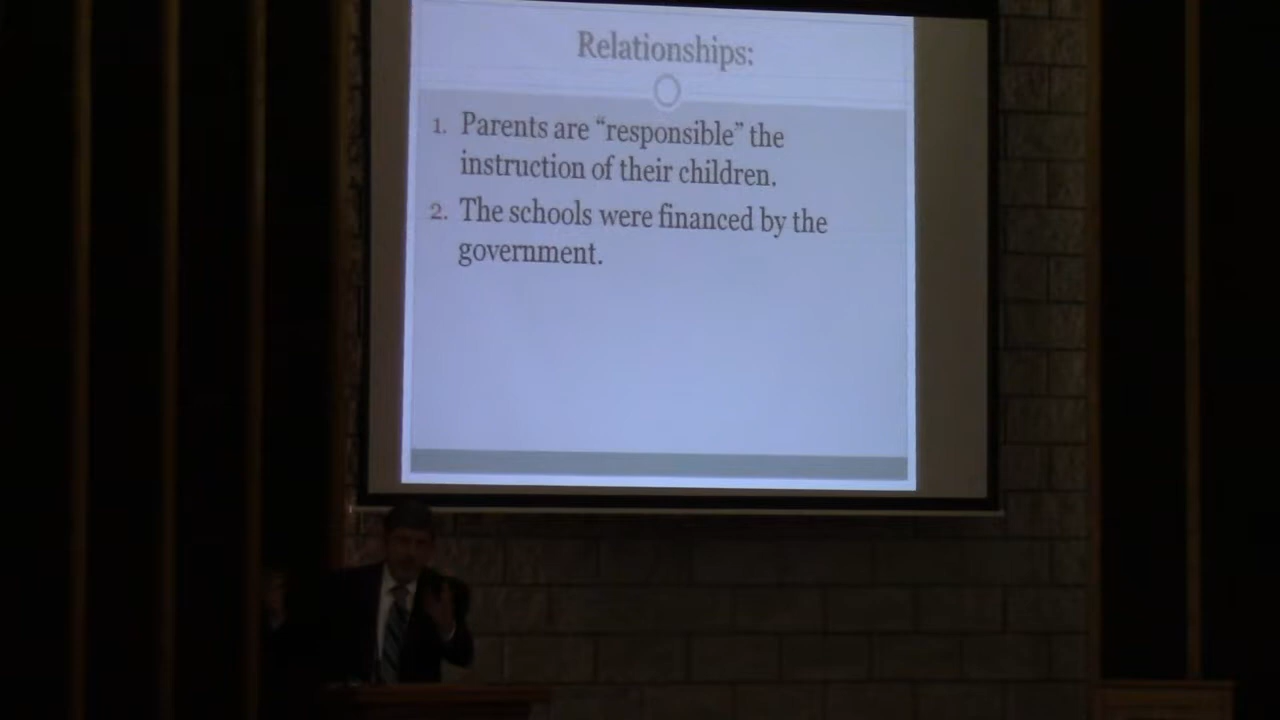 Relationships:
1. Parents are “responsible” the
instruction of their children.
2. The schools were financed by the
government.